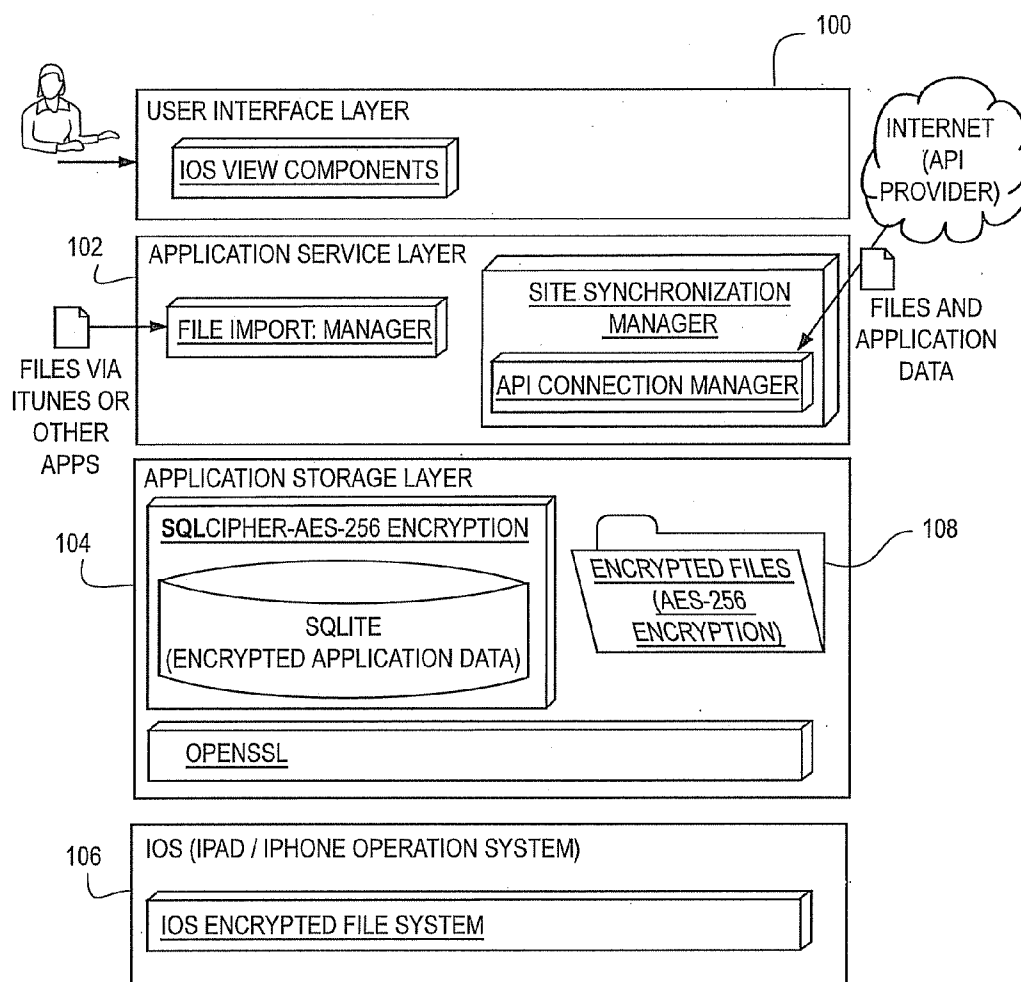 100
USER INTERFACE LAYER
IOS VIEW COMPONENTS
INTERNET
(API
PROVIDER)
102
APPLICATION SERVICE LAYER
FILE IMPORT: MANAGER
SITE SYNCHRONIZATION
MANAGER
API CONNECTION MANAGER
FILES AND
APPLICATION
DATA
FILES VIA
ITUNES OR
OTHER
APPS
APPLICATION STORAGE LAYER
104
SQLCIPHER-AES-256 ENCRYPTION
SQLITE
(ENCRYPTED APPLICATION DATA)
108
ENCRYPTED FILES
(AES-256
ENCRYPTION)
OPENSSL
106
IOS (IPAD / IPHONE OPERATION SYSTEM)
IOS ENCRYPTED FILE SYSTEM